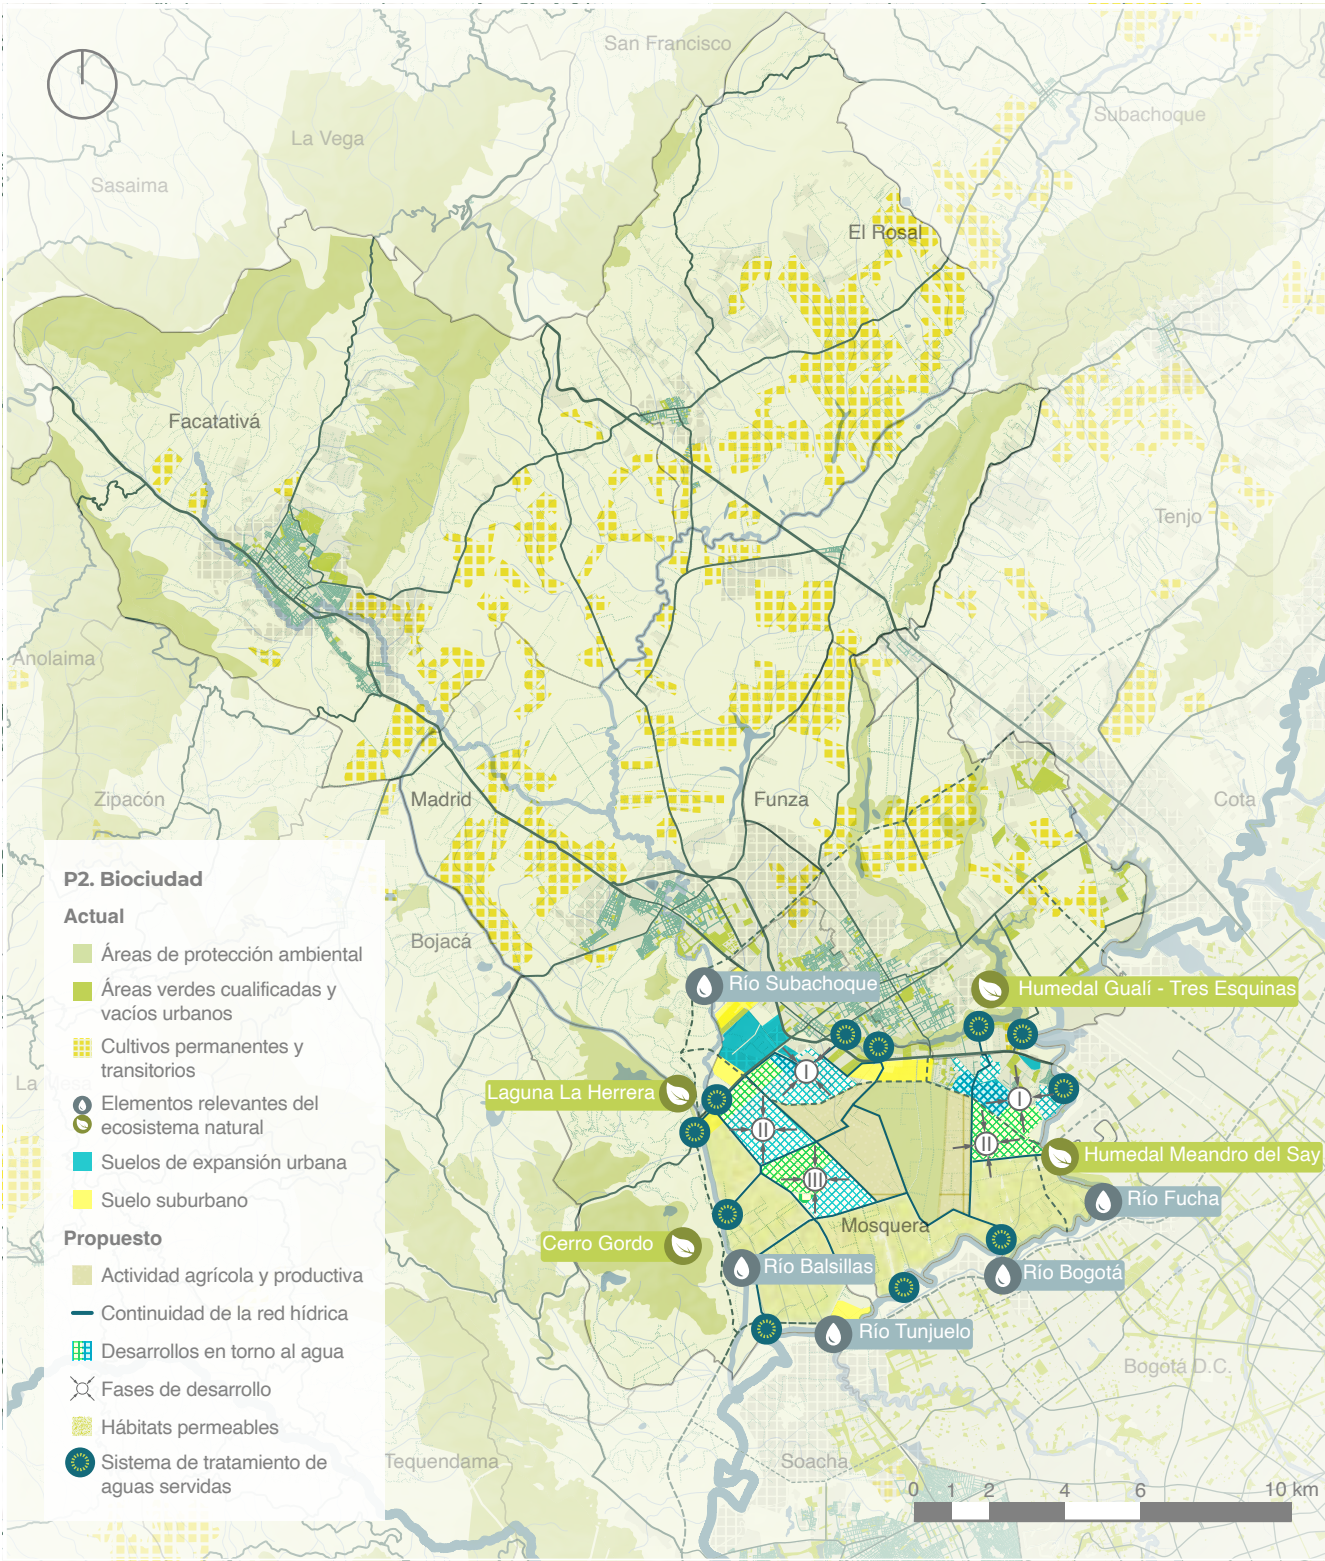 San Francisco
Subachoque
La Vega
Sasaima
El Rosal
Facatativá
Tenjo
Anolaima
Zipacón
Madrid
Funza
Cota
P2. Biociudad
Actual
Áreas de protección ambiental
Áreas verdes cualificadas y
vacíos urbanos
Cultivos permanentes y
transitorios
Elementos relevantes del
ecosistema natural
Suelos de expansión urbana
Suelo suburbano
Propuesto
Actividad agrícola y productiva
Continuidad de la red hídrica
Desarrollos en torno al agua
Fases de desarrollo
Hábitats permeables
Sistema de tratamiento de
aguas servidas
La
Bojacá
Río Subachoque
Humedal Gualí - Tres Esquinas
I
Laguna La Herrera
I
II
II
Humedal Meandro del Say
III
Río Fucha
Mosquera
Cerro Gordo
Río Balsillas
Río Bogotá
Río Tunjuelo
Bogotá D.C.
Tequendama
Soacha
0 1 2 4 6 10 km